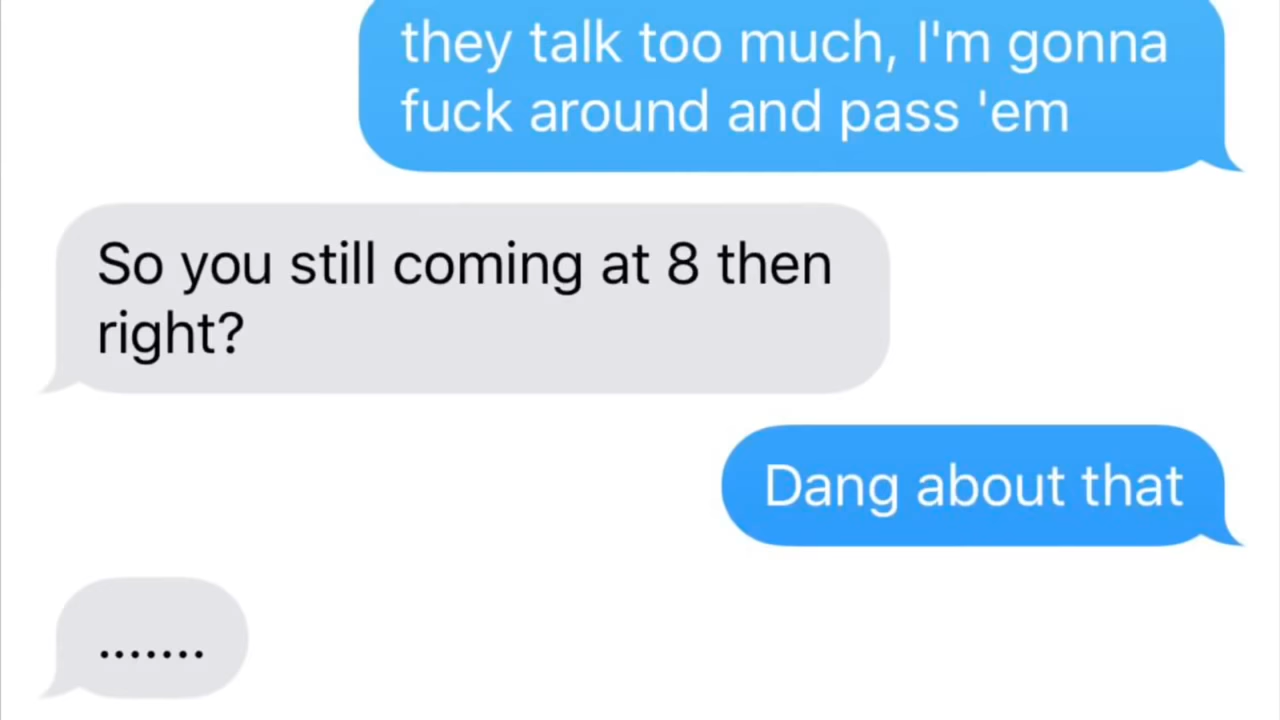 they talk too much, I'm gonna
fuck around and pass 'em
So you still coming at 8 then
right?
Dang about that
.......